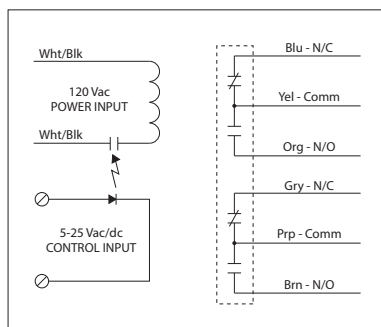 Wht/Blk
120 Vac
POWER INPUT
Wht/Blk
5-25 Vac/dc
CONTROL INPUT
Blu - N/C
Yel - Comm
Org - N/O
Gry - N/C
Prp - Comm
Brn - N/O